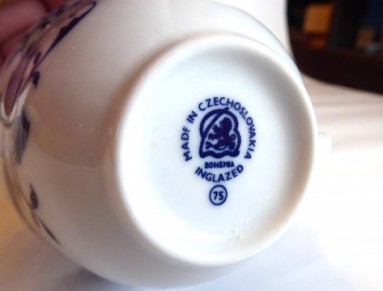 MADE IN CZECHOSLOVAKIA
BOHEMIA
INGLAZED
75